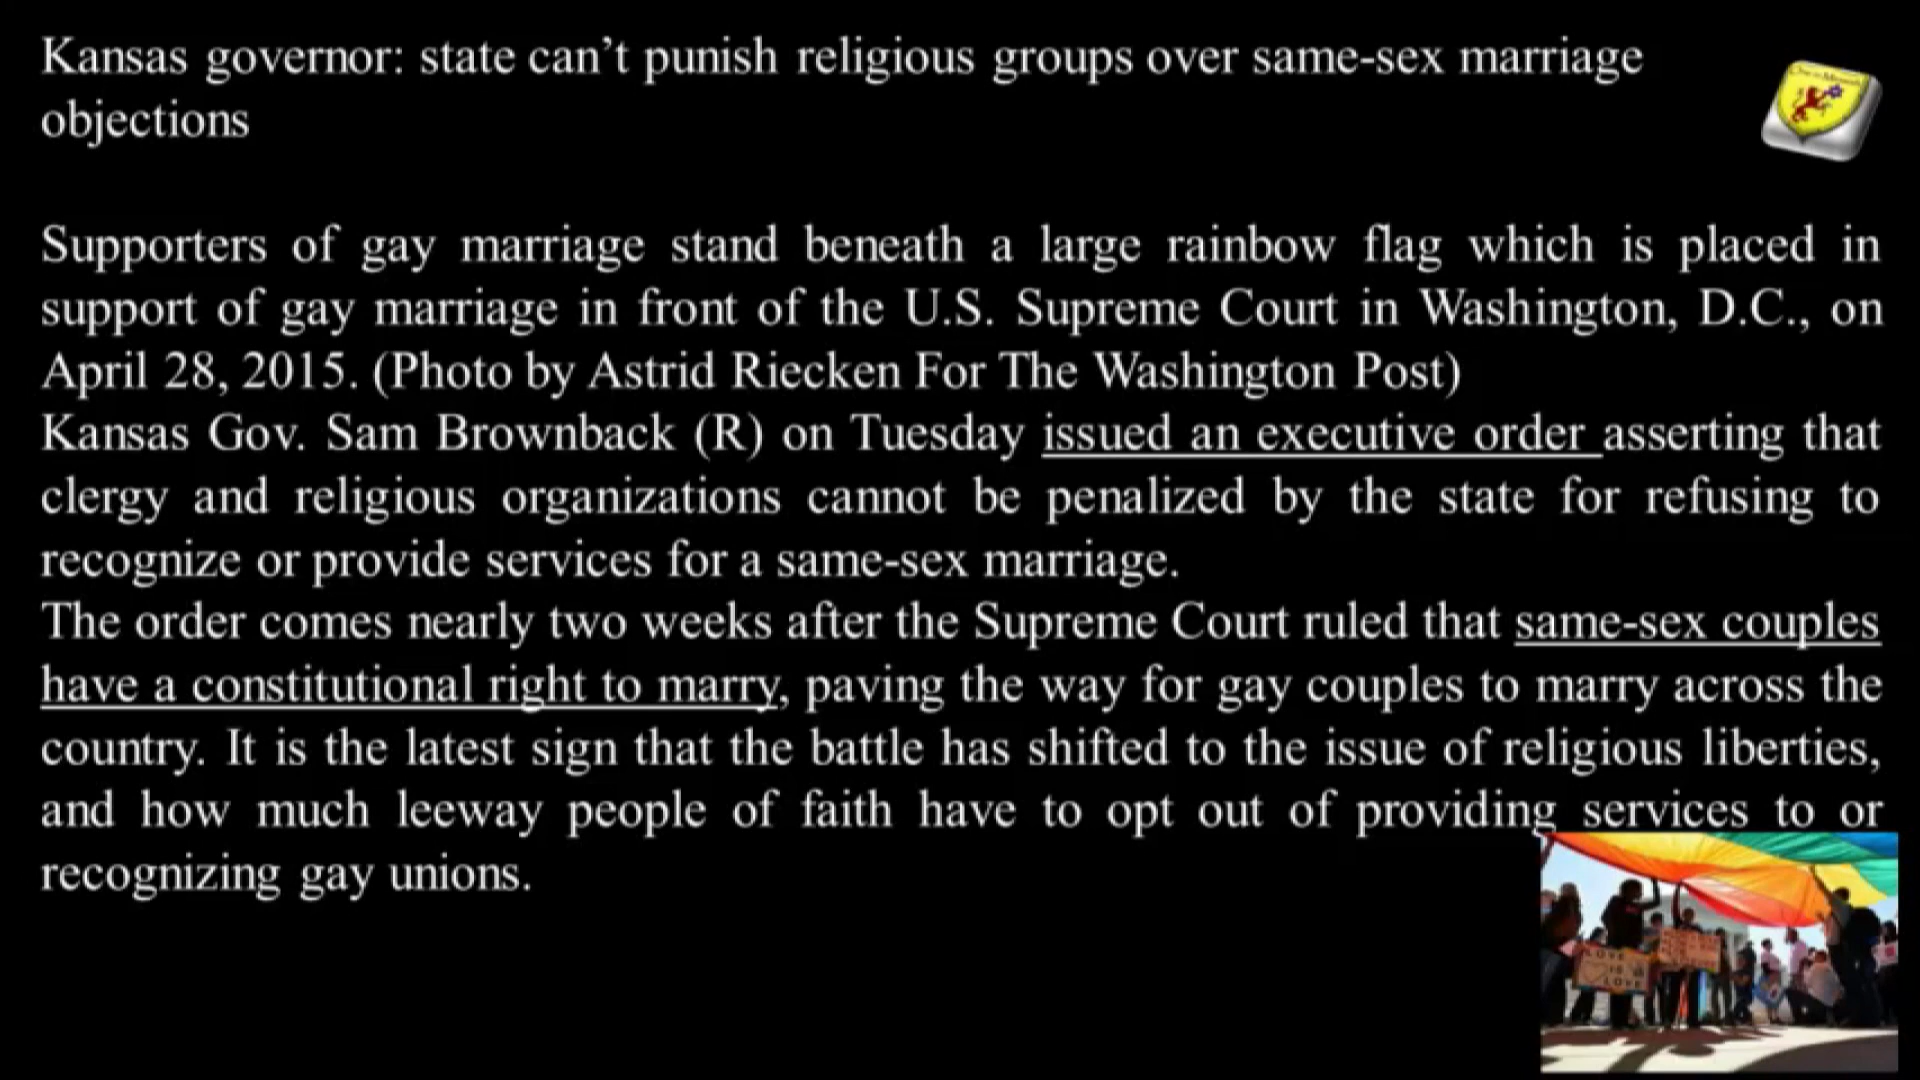 Kansas governor: state can’t punish religious groups over same-sex marriage
objections
Supporters of gay marriage stand beneath a large rainbow flag which is placed in
support of gay marriage in front of the U.S. Supreme Court in Washington, D.C., on
April 28, 2015. (Photo by Astrid Riecken For The Washington Post)
Kansas Gov. Sam Brownback (R) on Tuesday issued an executive order asserting that
clergy and religious organizations cannot be penalized by the state for refusing to
recognize or provide services for a same-sex marriage.
The order comes nearly two weeks after the Supreme Court ruled that same-sex couples
have a constitutional right to marry, paving the way for gay couples to marry across the
country. It is the latest sign that the battle has shifted to the issue of religious liberties,
and how much leeway people of faith have to opt out of providing services to or
recognizing gay unions.
LOVE
IS
LOVE